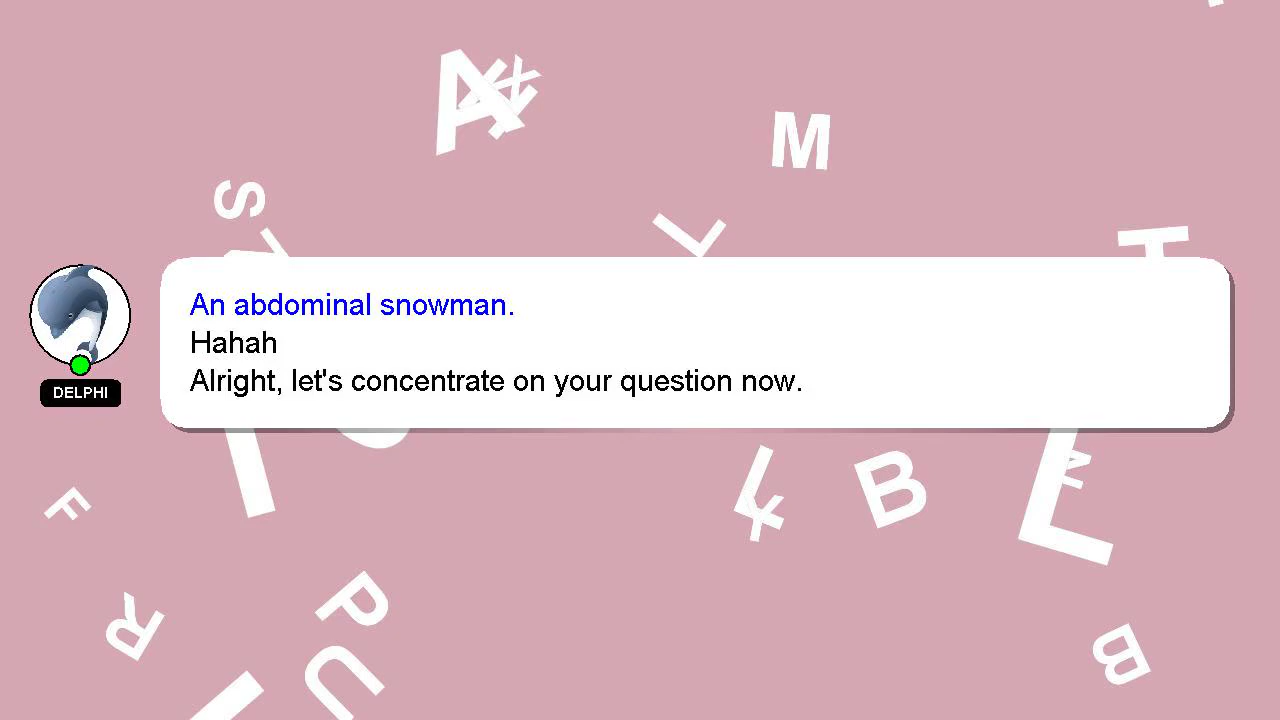 A
M
S
L
H
An abdominal snowman.
Hahah
Alright, let's concentrate on your question now.
DELPHI
L
B
N
Y
L
F
P
R
B
U